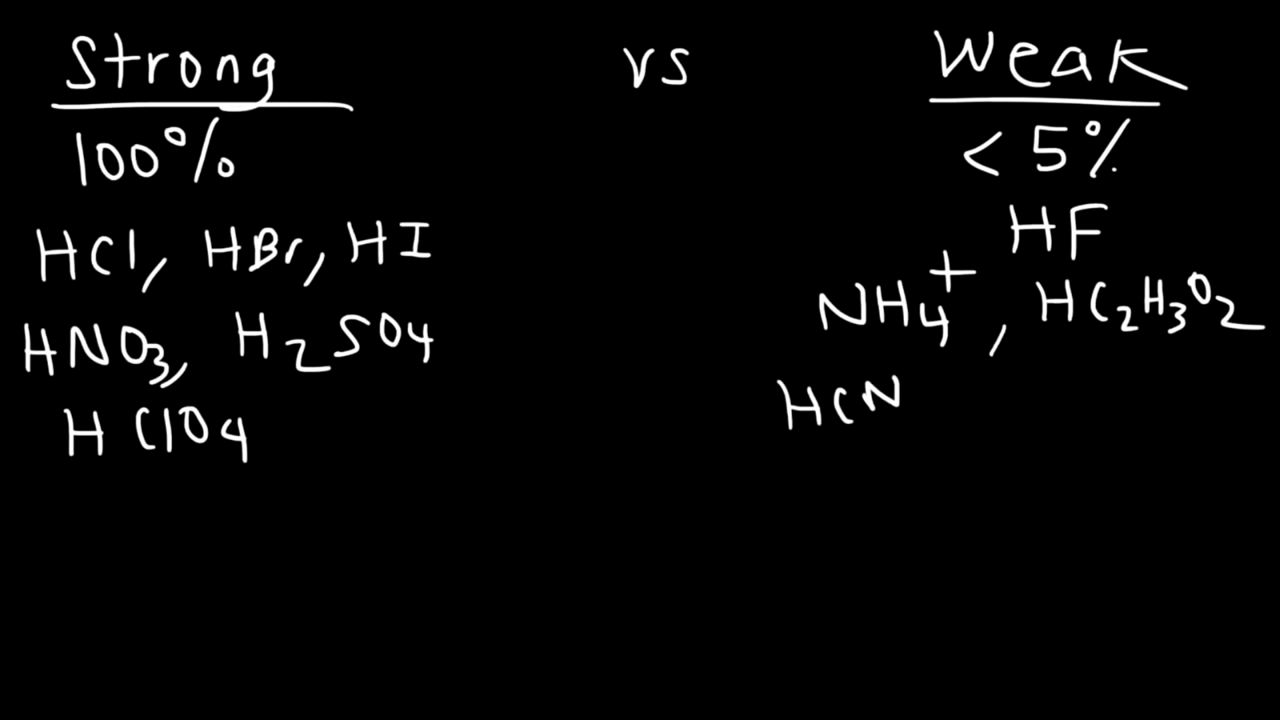 Strong vs Weak
100% < 5%
HF
HCl, HBr, HI
NH4+, HC2H3O2
HNO3, H2SO4
HCN
HClO4